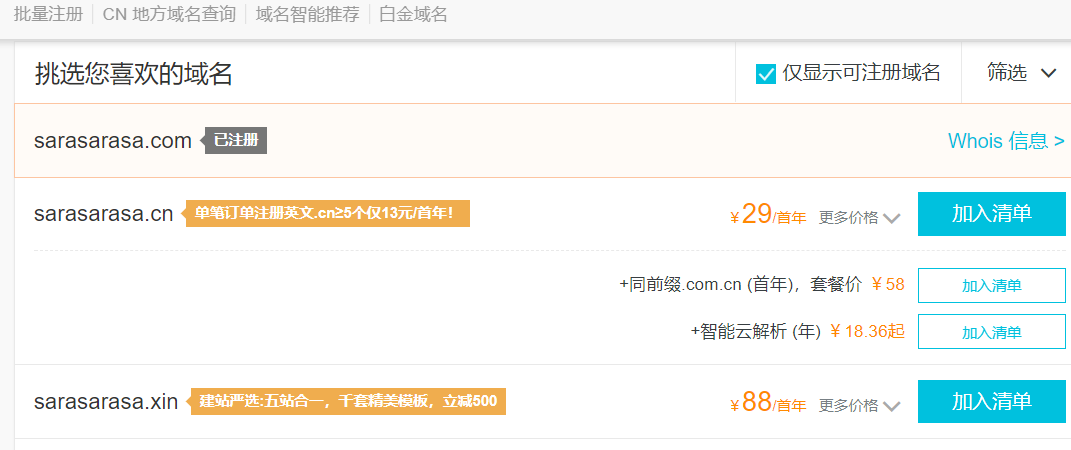 批量注册 CN 地方域名查询 域名智能推荐 白金域名
挑选您喜欢的域名 仅显示可注册域名 筛选
sarasarasa.com 已注册 Whois 信息 >
sarasarasa.cn 单笔订单注册英文.cn≥5个仅13元/首年! ¥29/首年 更多价格 加入清单
+同前缀.com.cn (首年)，套餐价 ¥58 加入清单
+智能云解析 (年) ¥18.36起 加入清单
sarasarasa.xin 建站严选:五站合一，千套精美模板，立减500 ¥88/首年 更多价格 加入清单